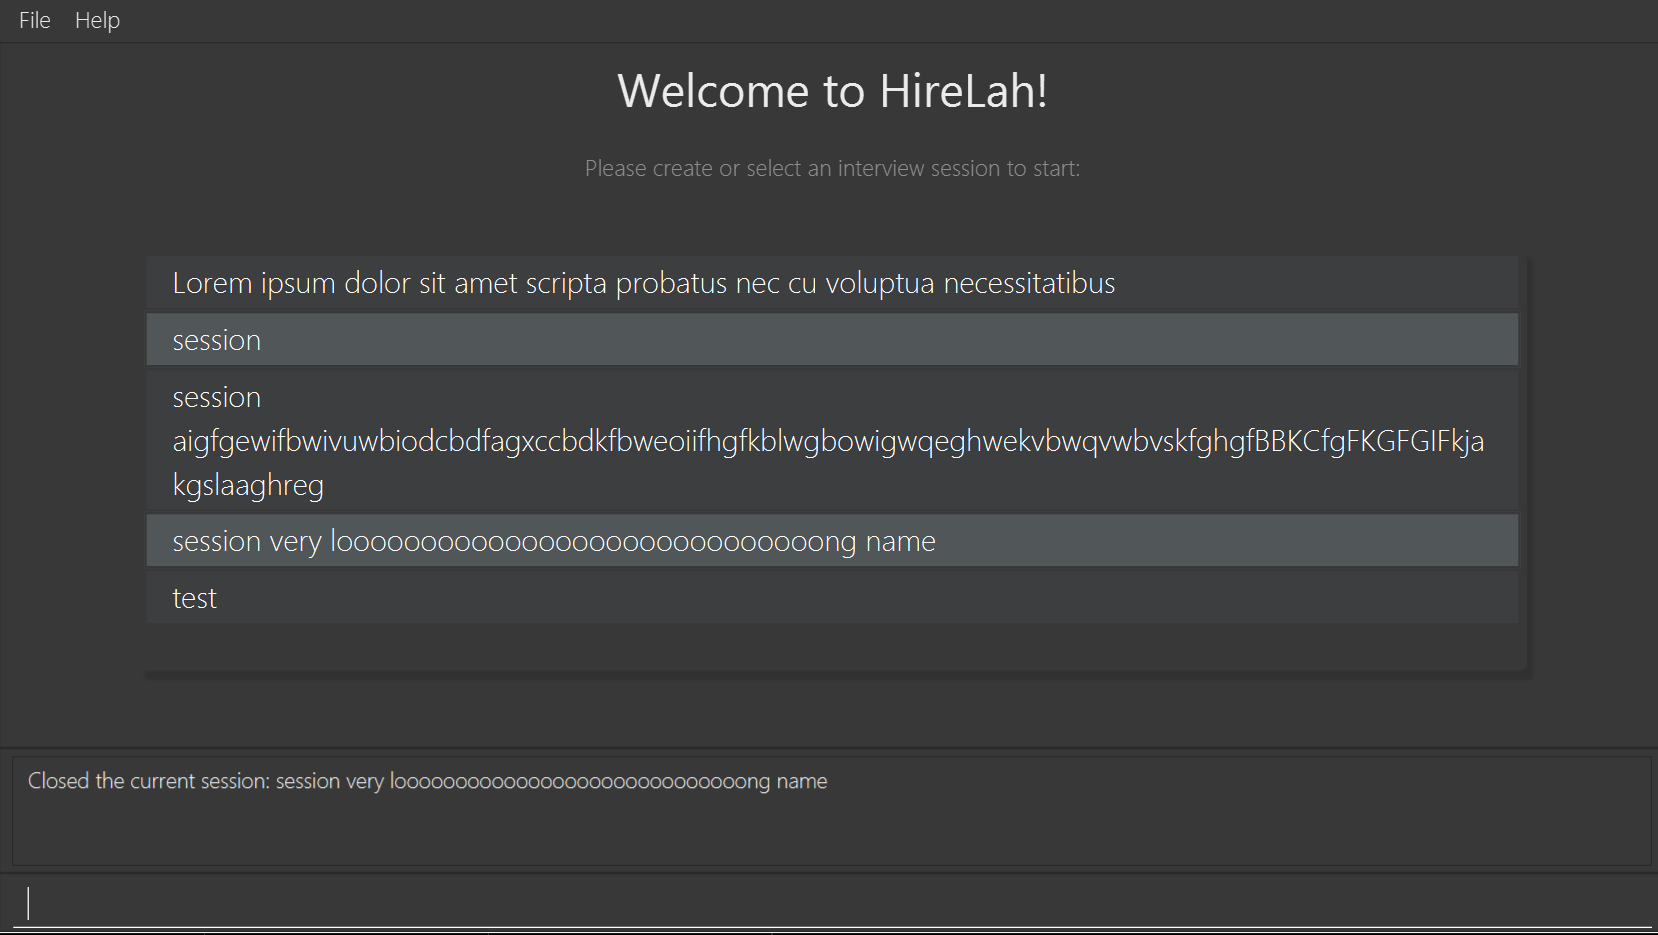 File Help
Welcome to HireLah!
Please create or select an interview session to start:
Lorem ipsum dolor sit amet scripta probatus nec cu voluptua necessitatibus
session
session
aigfgewifbwivuwbiodcbdfagxccbdkfbweoiifhgfkblwgbowigwqeghwekvbwqvwbvskfghgfBBKCfgFKGFGIFkja
kgslaaghreg
session very looooooooooooooooooooooooooooong name
test
Closed the current session: session very looooooooooooooooooooooooooooong name